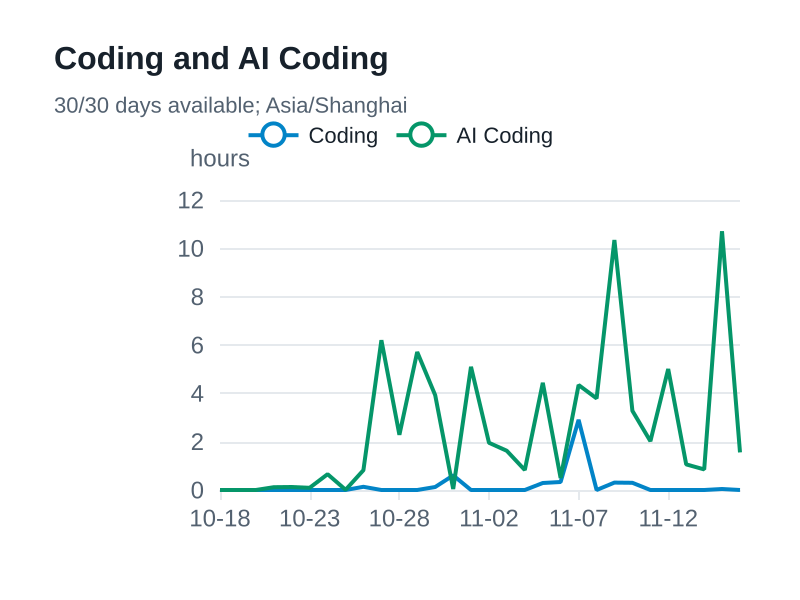 Coding and AI Coding
30/30 days available; Asia/Shanghai
Coding AI Coding
hours
12
10
8
6
4
2
0
10-18 10-23 10-28 11-02 11-07 11-12